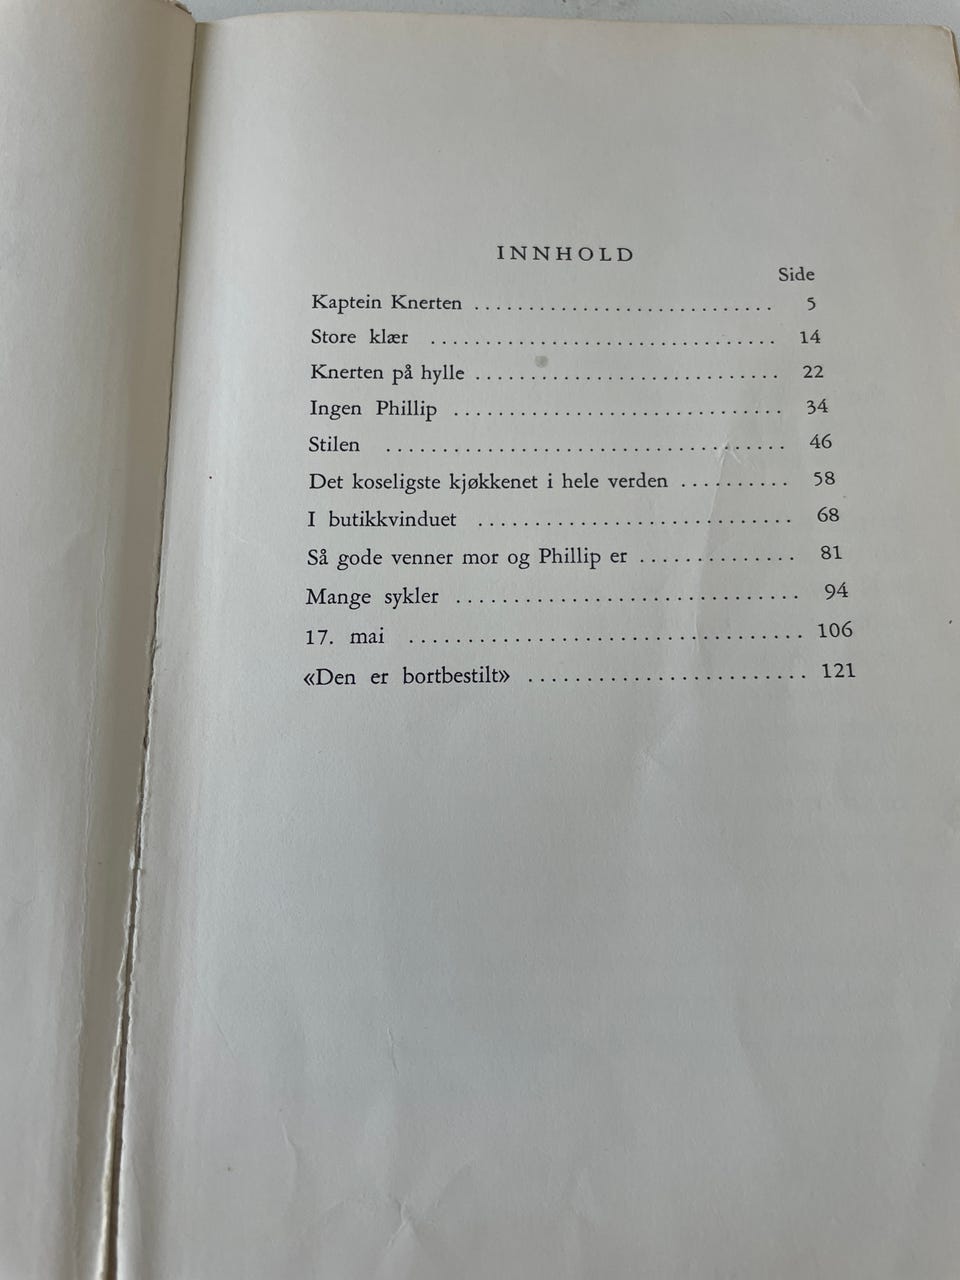 INNHOLD
Side
Kaptein Knerten ............................ 5
Store klær ................................ 14
Knerten på hylle ............................ 22
Ingen Phillip .............................. 34
Stilen .................................... 46
Det koseligste kjøkkenet i hele verden .......... 58
I butikkvinduet ............................. 68
Så gode venner mor og Phillip er .............. 81
Mange sykler .............................. 94
17. mai .................................. 106
«Den er bortbestilt» ........................ 121